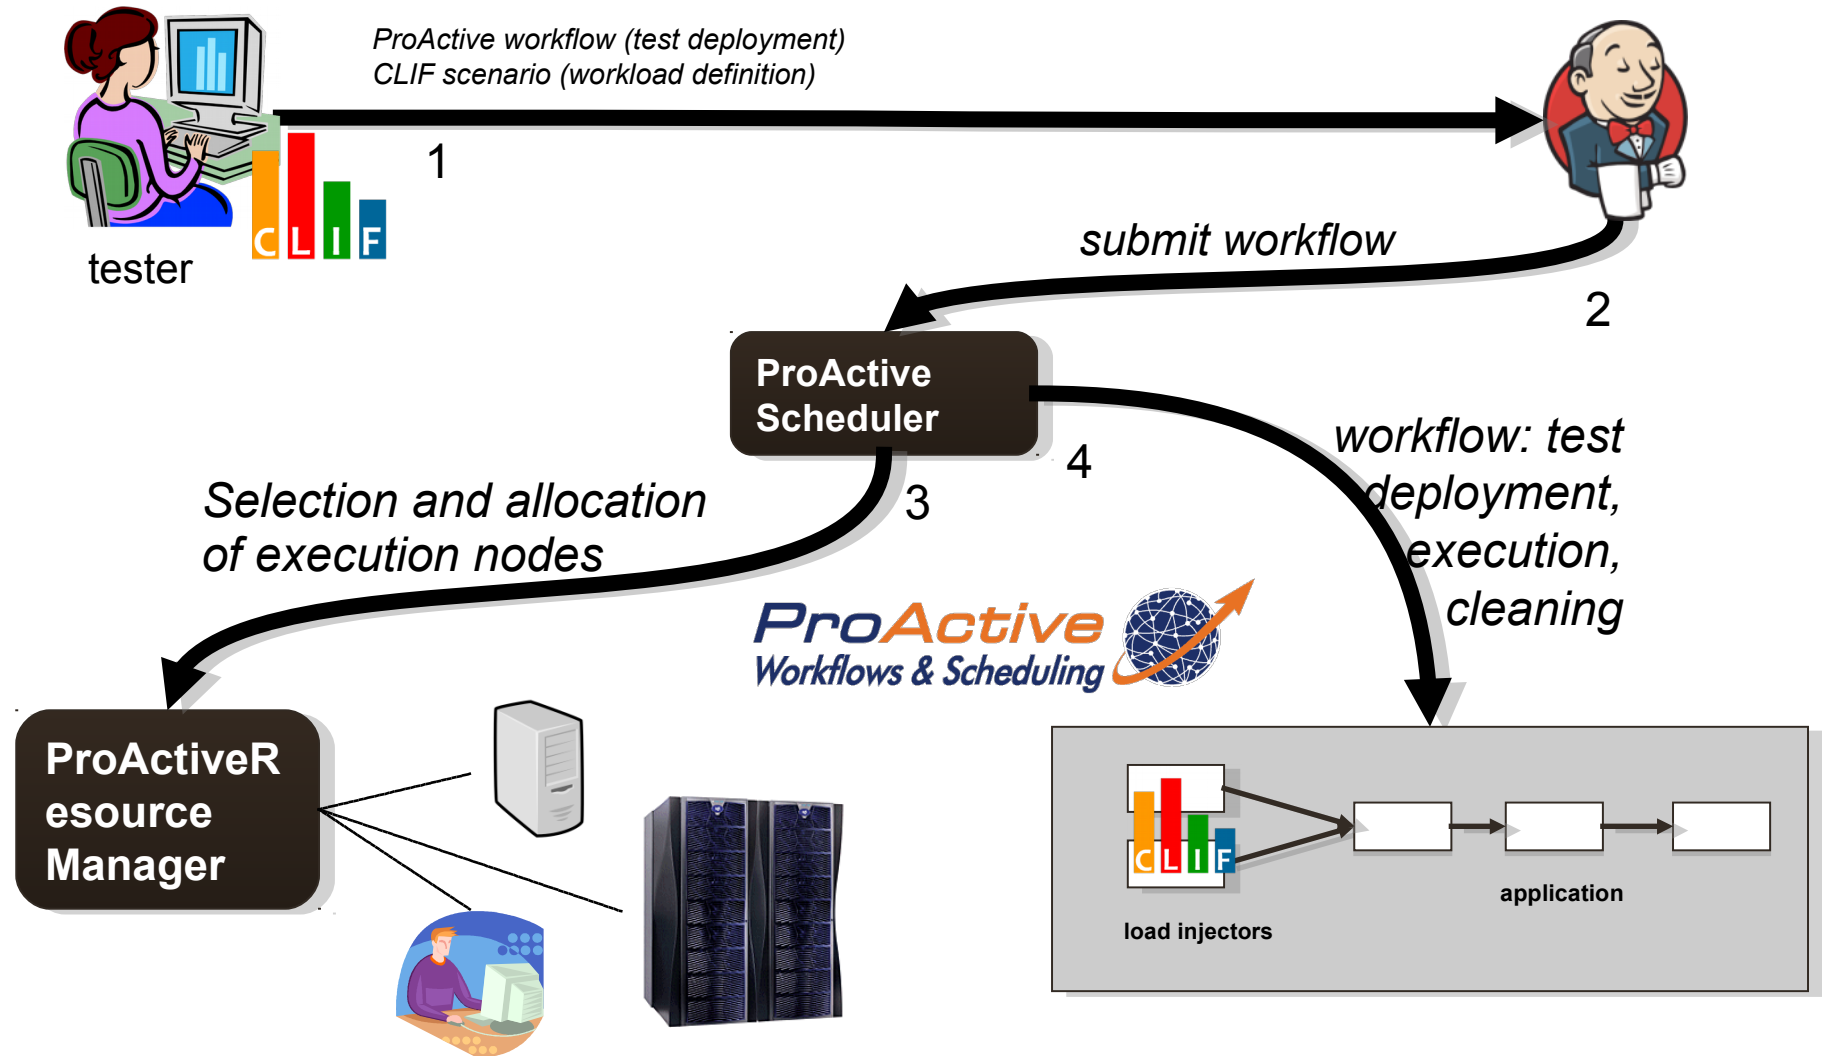 ProActive workflow (test deployment)
CLIF scenario (workload definition)
1
CLIF
tester
submit workflow
2
ProActive
Scheduler
4
workflow: test
deployment,
execution,
cleaning
3
Selection and allocation
of execution nodes
ProActive
Workflows & Scheduling
ProActiveR
esource
Manager
CLIF
load injectors
application